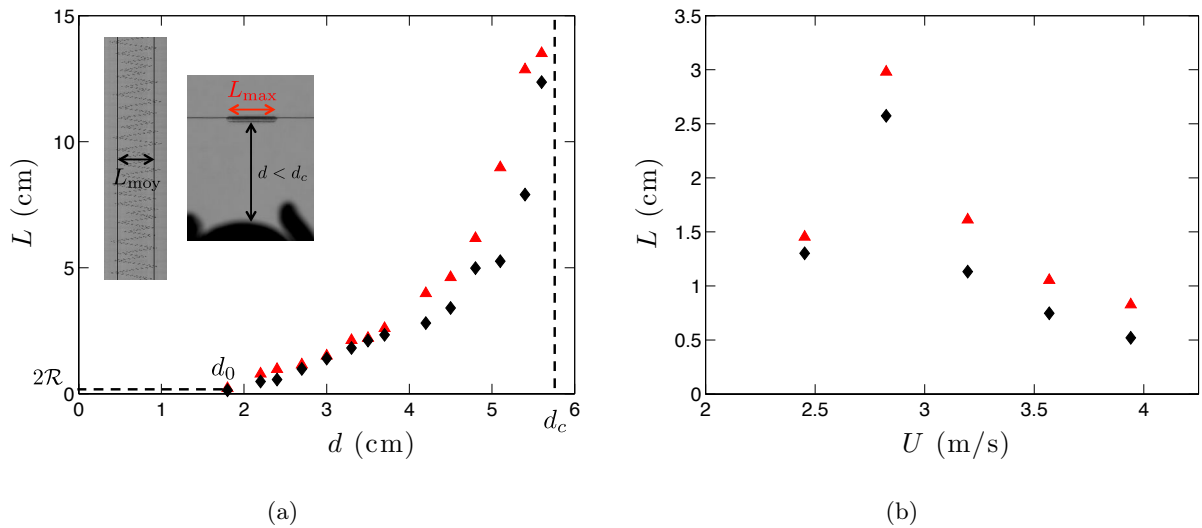 15
10
5
0
L (cm)
2ℛ
L_moy
L_max
d < d_c
d_0
0 1 2 3 4 5 6
d_c
d (cm)
(a)
3.5
3
2.5
2
1.5
1
0.5
0
L (cm)
2 2.5 3 3.5 4
U (m/s)
(b)